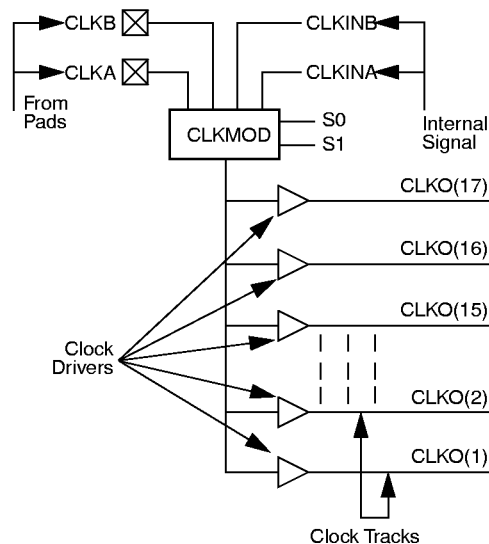 CLKB
CLKINB
CLKA
CLKINA
From
Pads
CLKMOD
S0
S1
Internal
Signal
CLKO(17)
CLKO(16)
CLKO(15)
Clock
Drivers
CLKO(2)
CLKO(1)
Clock Tracks